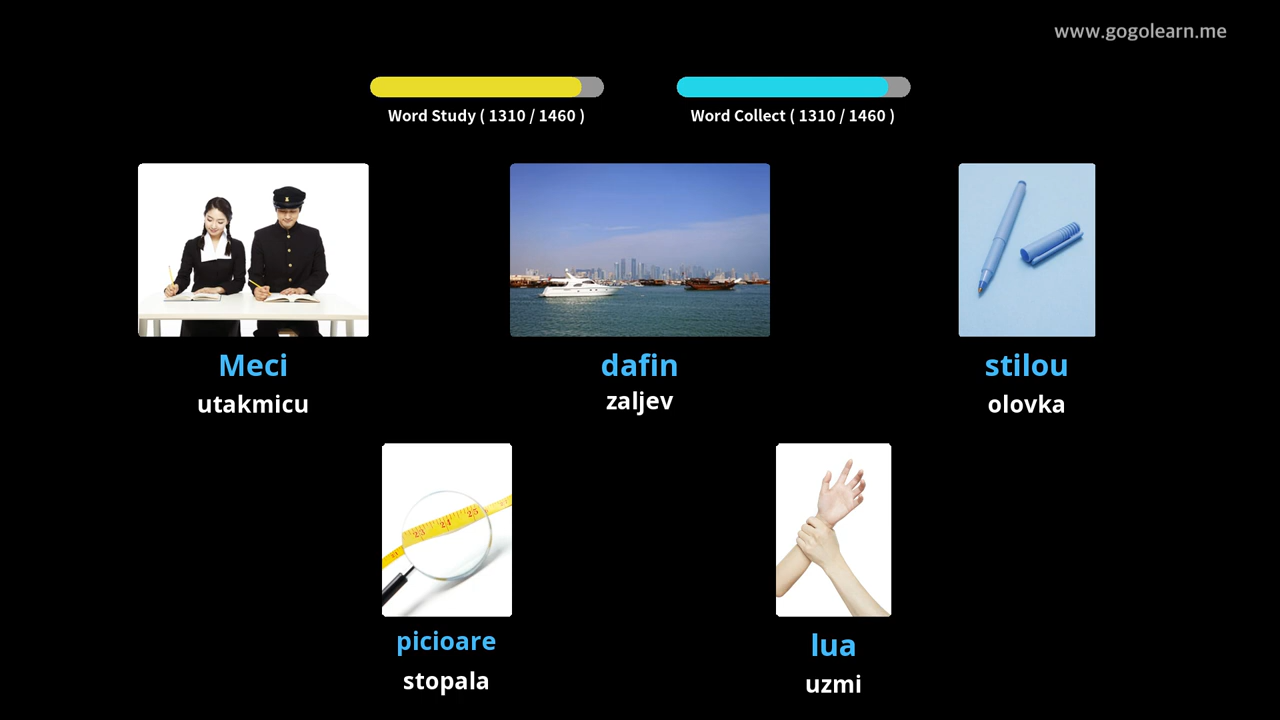 www.gogolearn.me
Word Study ( 1310 / 1460 )
Word Collect ( 1310 / 1460 )
Meci
utakmicu
dafin
zaljev
stilou
olovka
picioare
stopala
lua
uzmi